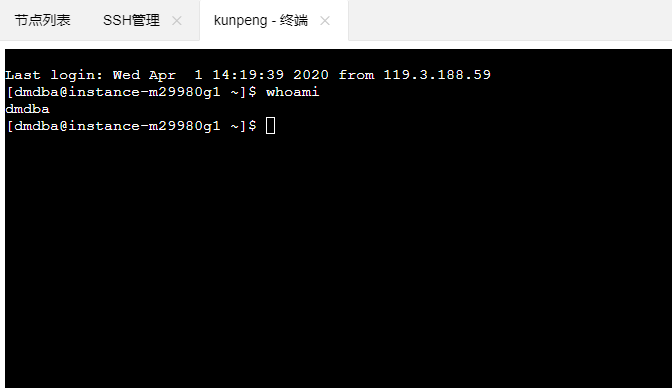 节点列表 SSH管理 kunpeng - 终端
Last login: Wed Apr  1 14:19:39 2020 from 119.3.188.59
[dmdba@instance-m29980g1 ~]$ whoami
dmdba
[dmdba@instance-m29980g1 ~]$